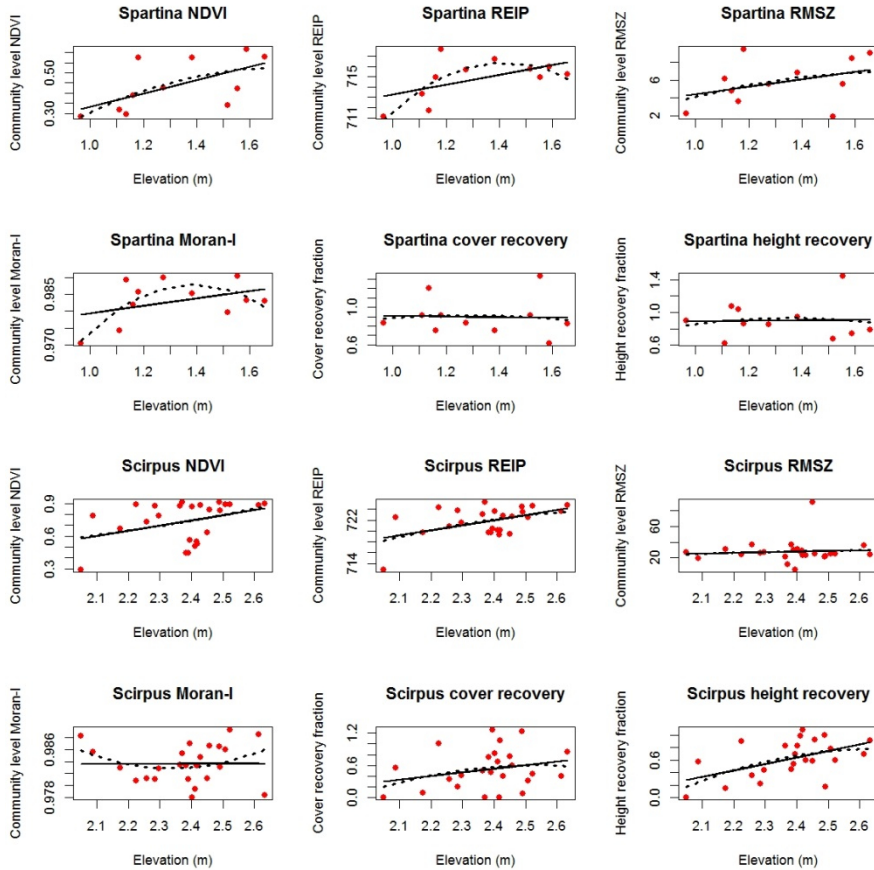 Spartina NDVI
Community level NDVI
0.30 0.50
1.0 1.2 1.4 1.6
Elevation (m)
Spartina REIP
Community level REIP
711 715
1.0 1.2 1.4 1.6
Elevation (m)
Spartina RMSZ
Community level RMSZ
2 6
1.0 1.2 1.4 1.6
Elevation (m)
Spartina Moran-I
Community level Moran-I
0.970 0.985
1.0 1.2 1.4 1.6
Elevation (m)
Spartina cover recovery
Cover recovery fraction
0.6 1.0
1.0 1.2 1.4 1.6
Elevation (m)
Spartina height recovery
Height recovery fraction
0.6 1.0 1.4
1.0 1.2 1.4 1.6
Elevation (m)
Scirpus NDVI
Community level NDVI
0.3 0.6 0.9
2.1 2.2 2.3 2.4 2.5 2.6
Elevation (m)
Scirpus REIP
Community level REIP
714 722
2.1 2.2 2.3 2.4 2.5 2.6
Elevation (m)
Scirpus RMSZ
Community level RMSZ
20 60
2.1 2.2 2.3 2.4 2.5 2.6
Elevation (m)
Scirpus Moran-I
Community level Moran-I
0.978 0.986
2.1 2.2 2.3 2.4 2.5 2.6
Elevation (m)
Scirpus cover recovery
Cover recovery fraction
0.0 0.6 1.2
2.1 2.2 2.3 2.4 2.5 2.6
Elevation (m)
Scirpus height recovery
Height recovery fraction
0.0 0.6
2.1 2.2 2.3 2.4 2.5 2.6
Elevation (m)